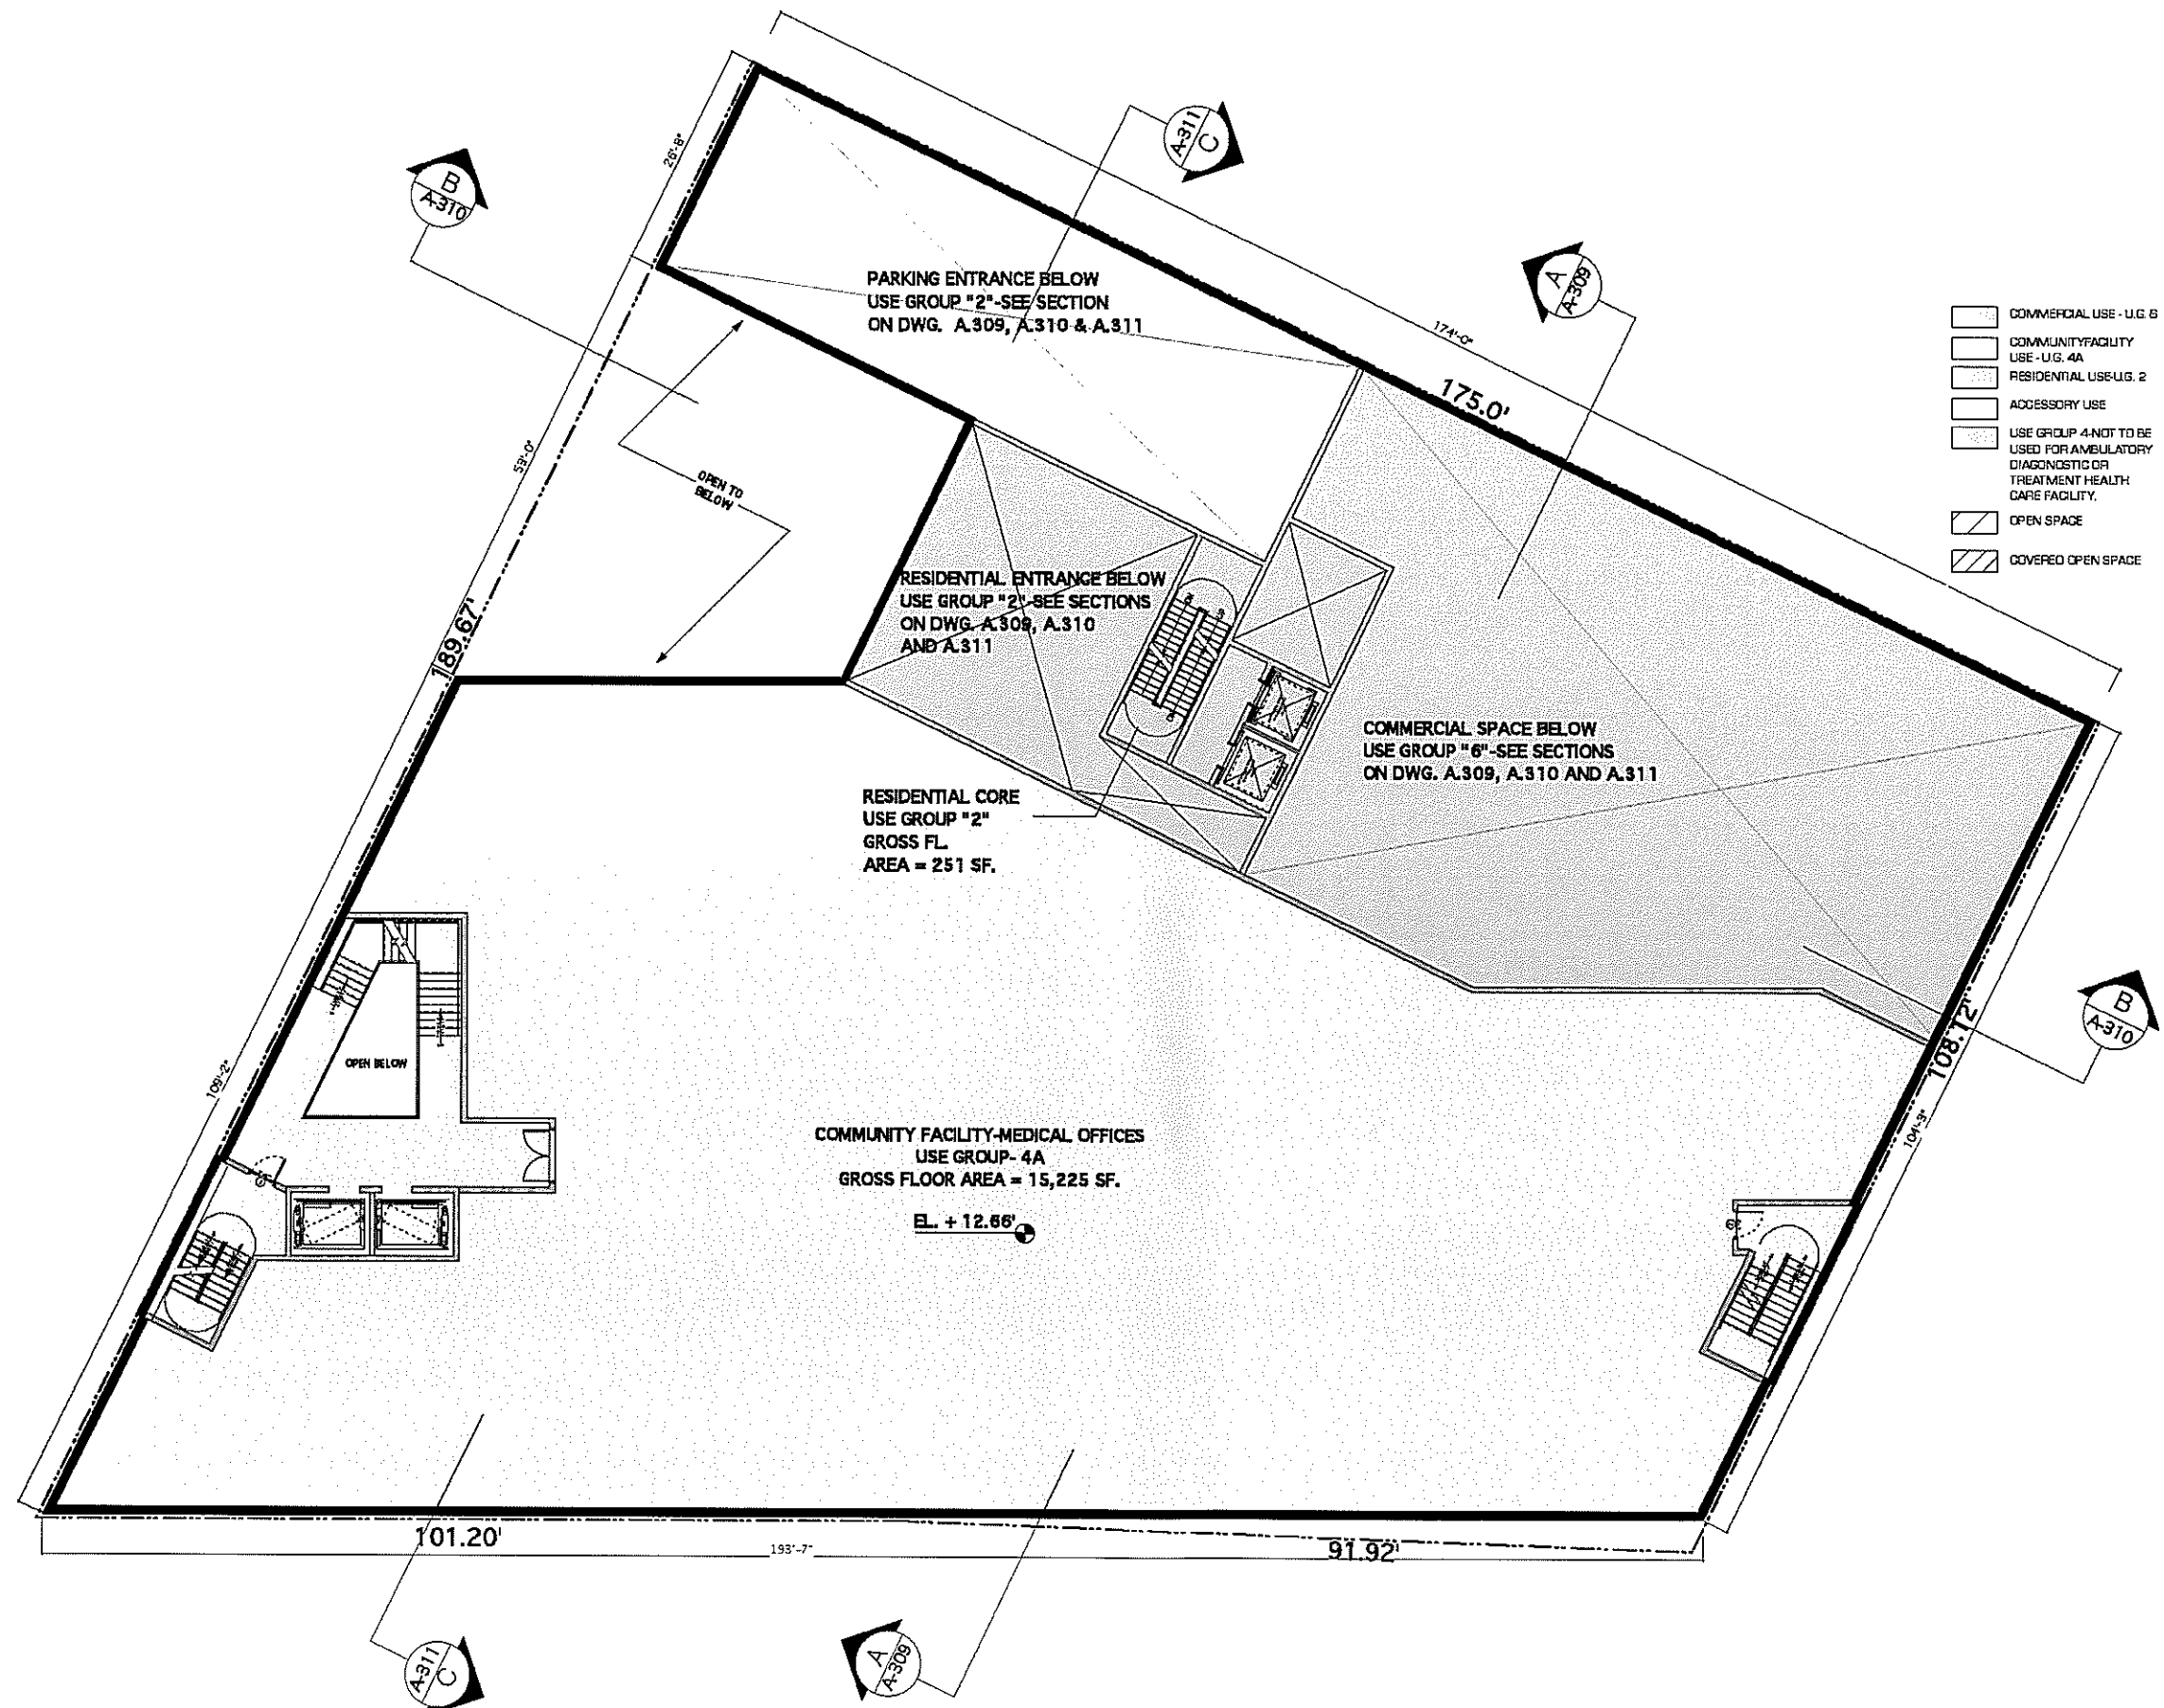 A-311
C
26'-8"
B
A-310
A
A-309
PARKING ENTRANCE BELOW
USE GROUP "2"-SEE SECTION
ON DWG. A.309, A.310 & A.311
174'-0"
175.0'
COMMERCIAL USE - U.G. 6
COMMUNITYFACILITY
USE - U.G. 4A
RESIDENTIAL USE-U.G. 2
ACCESSORY USE
USE GROUP 4-NOT TO BE
USED FOR AMBULATORY
DIAGONOSTIC OR
TREATMENT HEALTH
CARE FACILITY.
OPEN SPACE
COVERED OPEN SPACE
53'-0"
OPEN TO
BELOW
189.67'
RESIDENTIAL ENTRANCE BELOW
USE GROUP "2"-SEE SECTIONS
ON DWG. A.309, A.310
AND A.311
COMMERCIAL SPACE BELOW
USE GROUP "6"-SEE SECTIONS
ON DWG. A.309, A.310 AND A.311
RESIDENTIAL CORE
USE GROUP "2"
GROSS FL.
AREA = 251 SF.
B
A-310
108.12'
104'-3"
OPEN BELOW
109'-2"
COMMUNITY FACILITY-MEDICAL OFFICES
USE GROUP- 4A
GROSS FLOOR AREA = 15,225 SF.
EL. + 12.66'
101.20'
193'-7"
91.92'
A-311
C
A
A-309